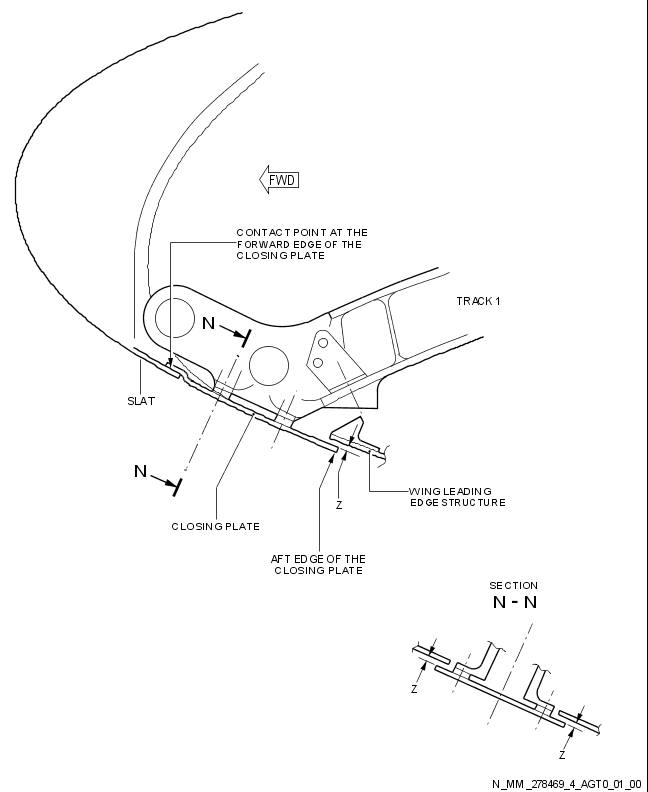 FWD
CONTACT POINT AT THE
FORWARD EDGE OF THE
CLOSING PLATE
TRACK 1
N
SLAT
N
Z
WING LEADING
EDGE STRUCTURE
CLOSING PLATE
AFT EDGE OF THE
CLOSING PLATE
SECTION
N - N
Z
Z
N_MM_278469_4_AGT0_01_00